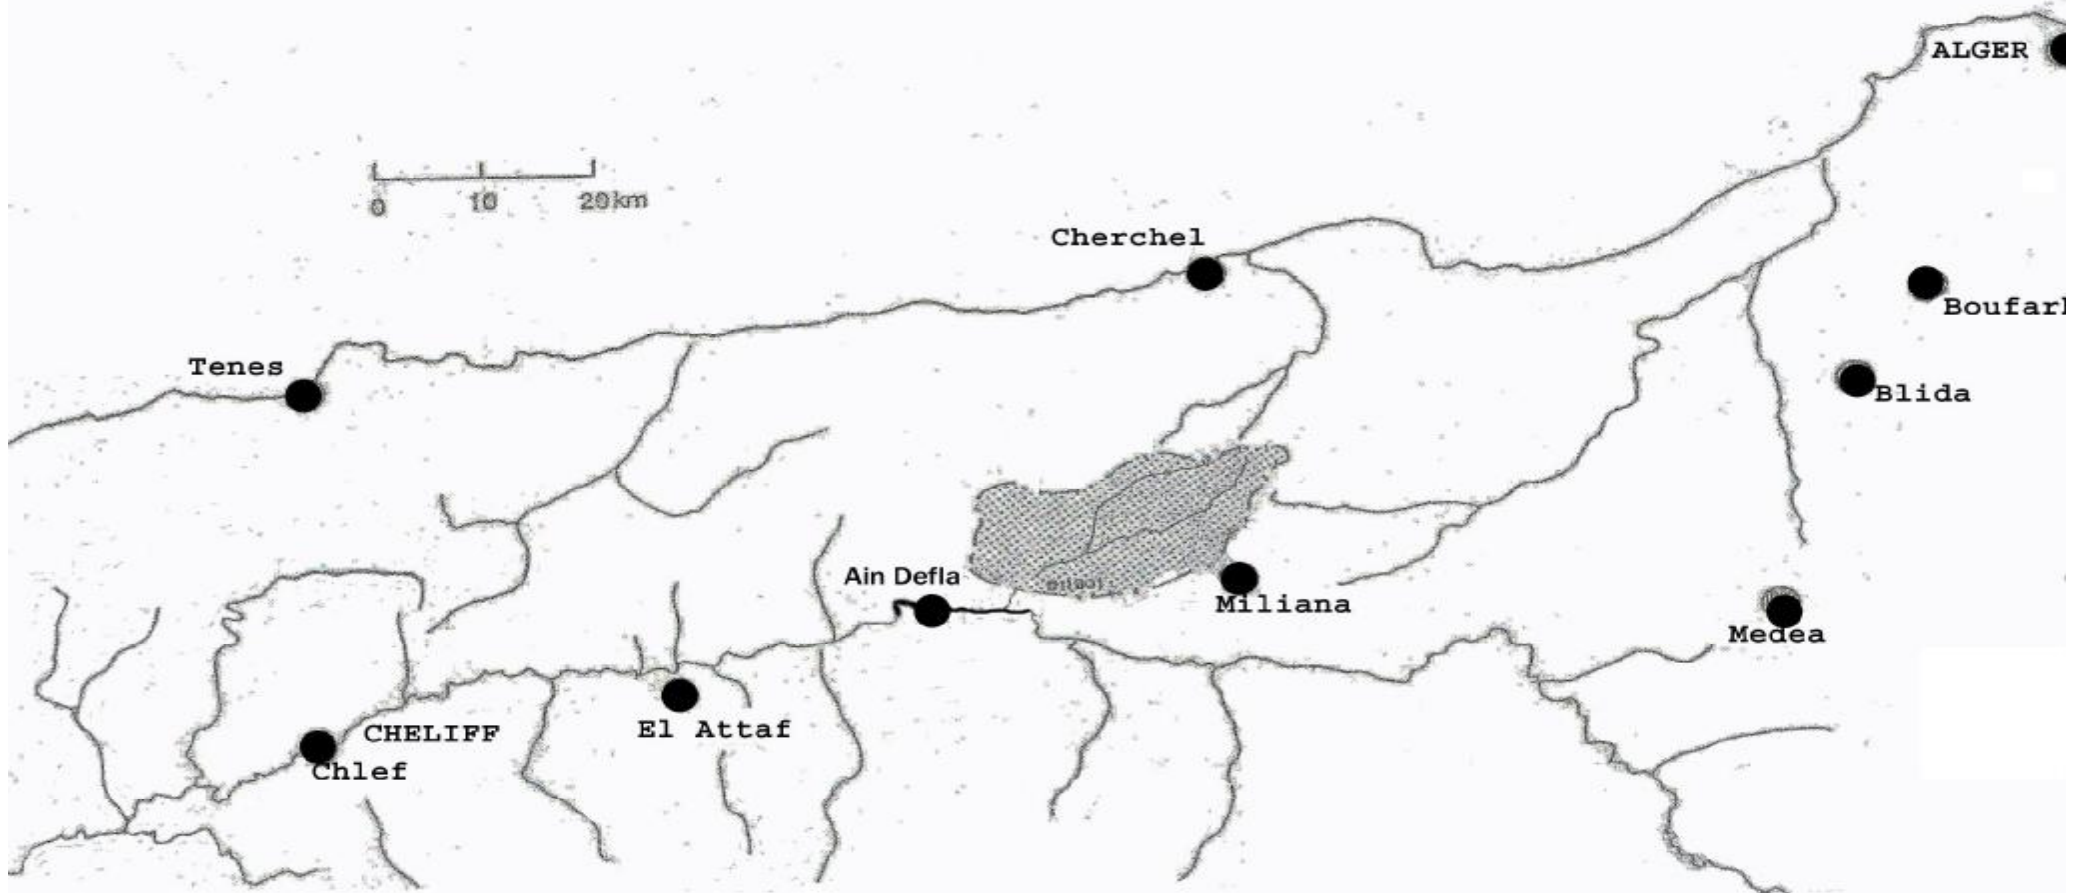 ALGER
0 10 20km
Cherchel
Boufar
Tenes
Blida
Ain Defla
Miliana
Medea
El Attaf
CHELIFF
Chlef